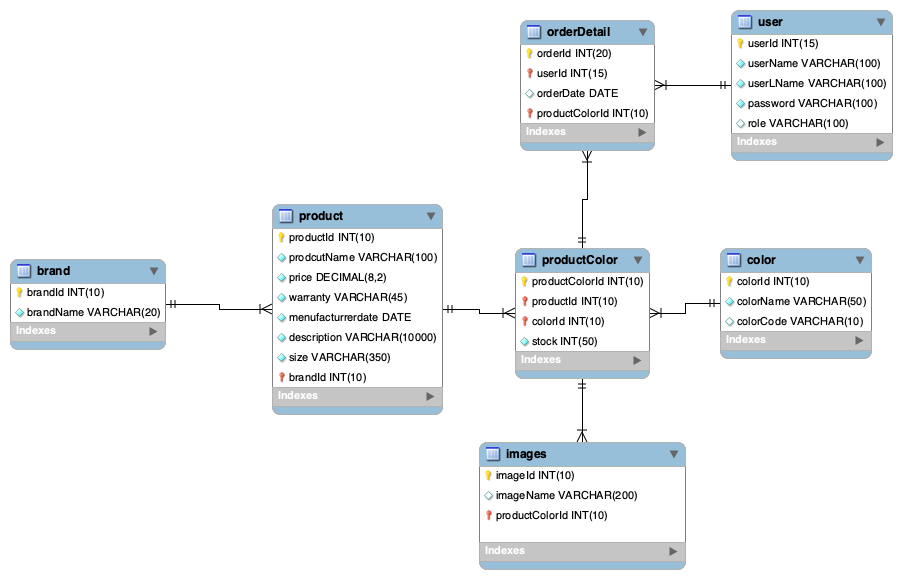 orderDetail
orderId INT(20)
userId INT(15)
orderDate DATE
productColorId INT(10)
Indexes
user
userId INT(15)
userName VARCHAR(100)
userLName VARCHAR(100)
password VARCHAR(100)
role VARCHAR(100)
Indexes
brand
brandId INT(10)
brandName VARCHAR(20)
Indexes
product
productId INT(10)
prodcutName VARCHAR(100)
price DECIMAL(8,2)
warranty VARCHAR(45)
menufacturrerdate DATE
description VARCHAR(10000)
size VARCHAR(350)
brandId INT(10)
Indexes
productColor
productColorId INT(10)
productId INT(10)
colorId INT(10)
stock INT(50)
Indexes
color
colorId INT(10)
colorName VARCHAR(50)
colorCode VARCHAR(10)
Indexes
images
imageId INT(10)
imageName VARCHAR(200)
productColorId INT(10)
Indexes